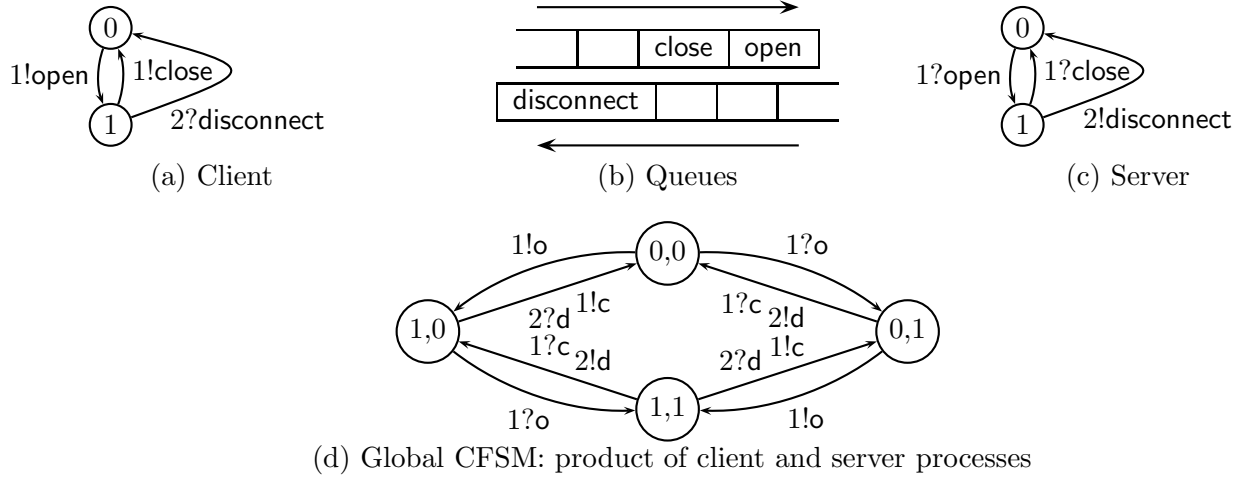 0
1!open
1!close
1
2?disconnect
(a) Client
close open
disconnect
(b) Queues
0
1?open
1?close
1
2!disconnect
(c) Server
1!o
0,0
1?o
1,0
1!c
2?d
1?c
2!d
0,1
1?c
2!d
2?d
1!c
1?o
1,1
1!o
(d) Global CFSM: product of client and server processes